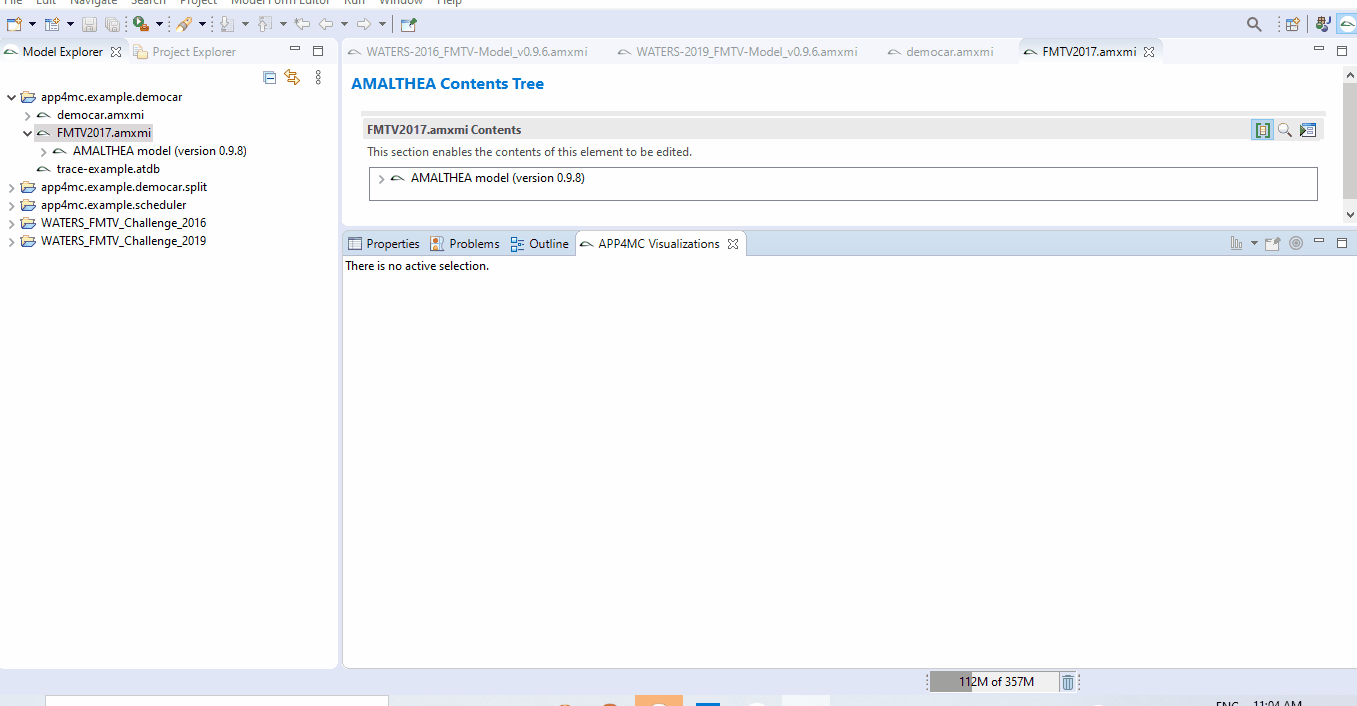 File Edit Navigate Search Project Model Form Editor Run Window Help
Model Explorer
Project Explorer
app4mc.example.democar
democar.amxmi
FMTV2017.amxmi
AMALTHEA model (version 0.9.8)
trace-example.atdb
app4mc.example.democar.split
app4mc.example.scheduler
WATERS_FMTV_Challenge_2016
WATERS_FMTV_Challenge_2019
WATERS-2016_FMTV-Model_v0.9.6.amxmi
WATERS-2019_FMTV-Model_v0.9.6.amxmi
democar.amxmi
FMTV2017.amxmi
AMALTHEA Contents Tree
FMTV2017.amxmi Contents
This section enables the contents of this element to be edited.
AMALTHEA model (version 0.9.8)
Properties
Problems
Outline
APP4MC Visualizations
There is no active selection.
112M of 357M
ENG
11:04 AM